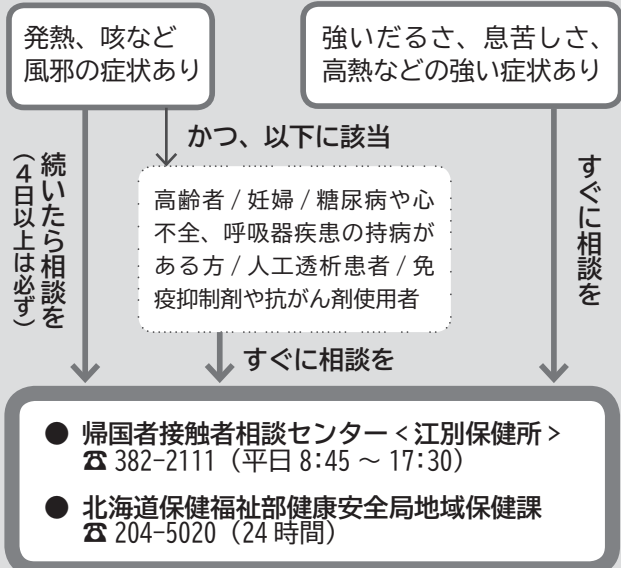 発熱、咳など
風邪の症状あり
強いだるさ、息苦しさ、
高熱などの強い症状あり
かつ、以下に該当
続いたら相談を
（４日以上は必ず）
高齢者 / 妊婦 / 糖尿病や心
不全、呼吸器疾患の持病が
ある方 / 人工透析患者 / 免
疫抑制剤や抗がん剤使用者
すぐに相談を
すぐに相談を
● 帰国者接触者相談センター < 江別保健所 >
☎ 382-2111（平日 8:45 ～ 17:30）
● 北海道保健福祉部健康安全局地域保健課
☎ 204-5020（24 時間）